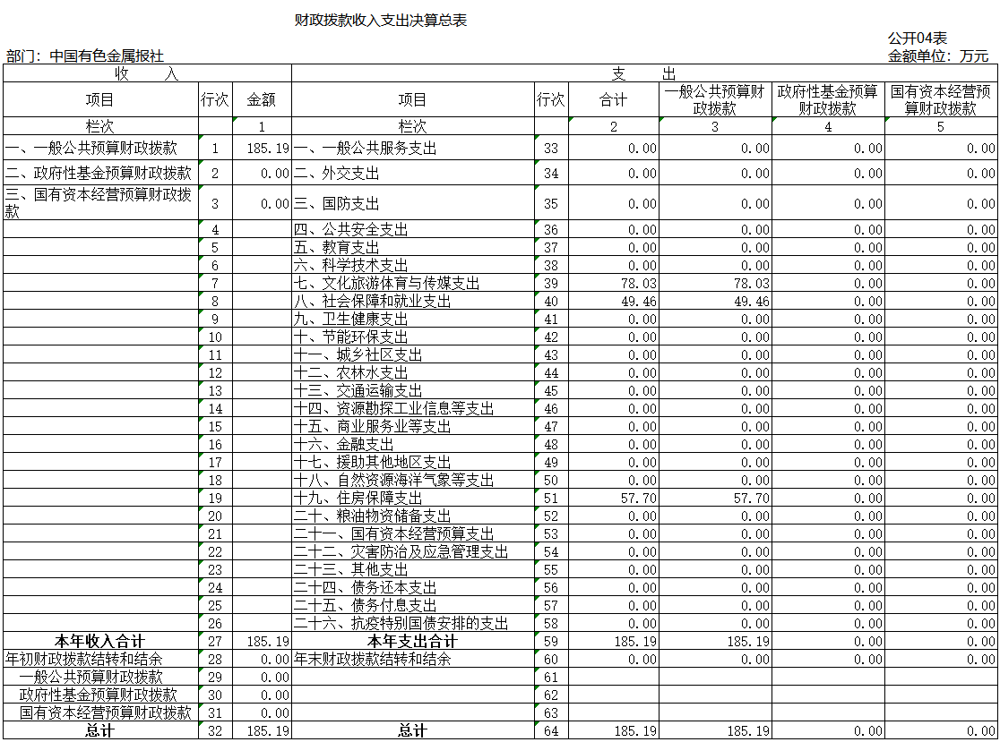 财政拨款收入支出决算总表
公开04表
部门：中国有色金属报社 金额单位：万元
收 入 支 出
项目 行次 金额 项目 行次 合计 一般公共预算财政拨款 政府性基金预算财政拨款 国有资本经营预算财政拨款
栏次 1 栏次 2 3 4 5
一、一般公共预算财政拨款 1 185.19 一、一般公共服务支出 33 0.00 0.00 0.00 0.00
二、政府性基金预算财政拨款 2 0.00 二、外交支出 34 0.00 0.00 0.00 0.00
三、国有资本经营预算财政拨款 3 0.00 三、国防支出 35 0.00 0.00 0.00 0.00
4 四、公共安全支出 36 0.00 0.00 0.00 0.00
5 五、教育支出 37 0.00 0.00 0.00 0.00
6 六、科学技术支出 38 0.00 0.00 0.00 0.00
7 七、文化旅游体育与传媒支出 39 78.03 78.03 0.00 0.00
8 八、社会保障和就业支出 40 49.46 49.46 0.00 0.00
9 九、卫生健康支出 41 0.00 0.00 0.00 0.00
10 十、节能环保支出 42 0.00 0.00 0.00 0.00
11 十一、城乡社区支出 43 0.00 0.00 0.00 0.00
12 十二、农林水支出 44 0.00 0.00 0.00 0.00
13 十三、交通运输支出 45 0.00 0.00 0.00 0.00
14 十四、资源勘探工业信息等支出 46 0.00 0.00 0.00 0.00
15 十五、商业服务业等支出 47 0.00 0.00 0.00 0.00
16 十六、金融支出 48 0.00 0.00 0.00 0.00
17 十七、援助其他地区支出 49 0.00 0.00 0.00 0.00
18 十八、自然资源海洋气象等支出 50 0.00 0.00 0.00 0.00
19 十九、住房保障支出 51 57.70 57.70 0.00 0.00
20 二十、粮油物资储备支出 52 0.00 0.00 0.00 0.00
21 二十一、国有资本经营预算支出 53 0.00 0.00 0.00 0.00
22 二十二、灾害防治及应急管理支出 54 0.00 0.00 0.00 0.00
23 二十三、其他支出 55 0.00 0.00 0.00 0.00
24 二十四、债务还本支出 56 0.00 0.00 0.00 0.00
25 二十五、债务付息支出 57 0.00 0.00 0.00 0.00
26 二十六、抗疫特别国债安排的支出 58 0.00 0.00 0.00 0.00
本年收入合计 27 185.19 本年支出合计 59 185.19 185.19 0.00 0.00
年初财政拨款结转和结余 28 0.00 年末财政拨款结转和结余 60 0.00 0.00 0.00 0.00
一般公共预算财政拨款 29 0.00 61
政府性基金预算财政拨款 30 0.00 62
国有资本经营预算财政拨款 31 0.00 63
总计 32 185.19 总计 64 185.19 185.19 0.00 0.00